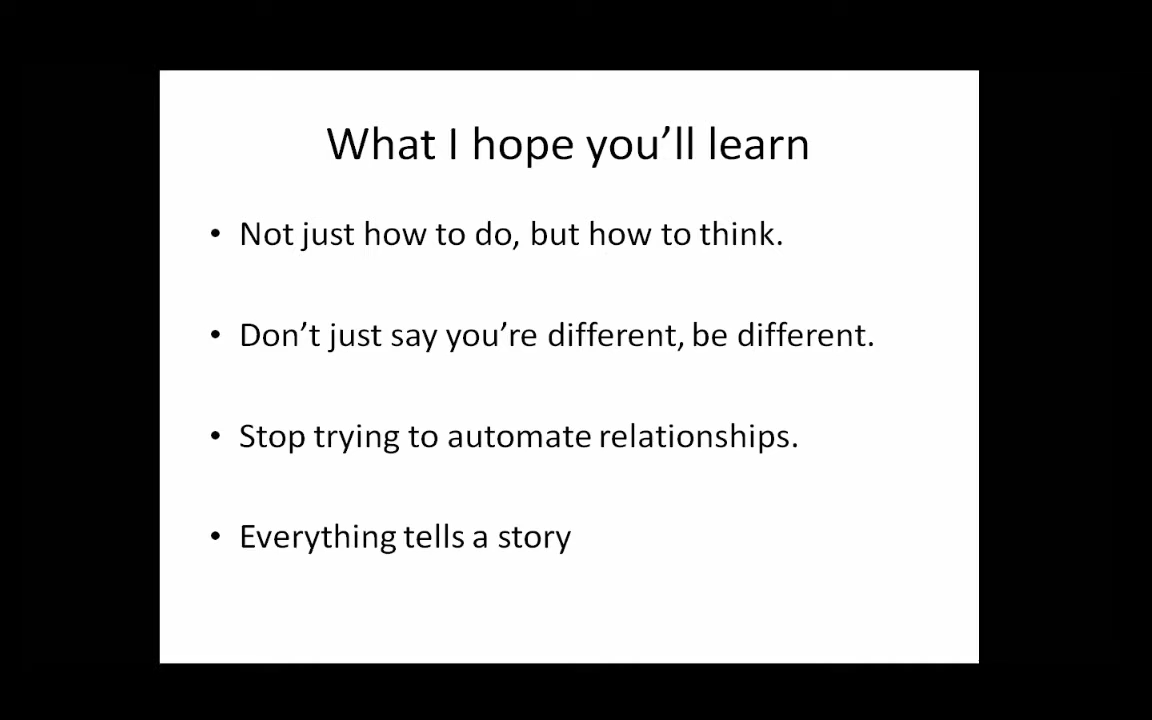 What I hope you’ll learn
• Not just how to do, but how to think.
• Don’t just say you’re different, be different.
• Stop trying to automate relationships.
• Everything tells a story